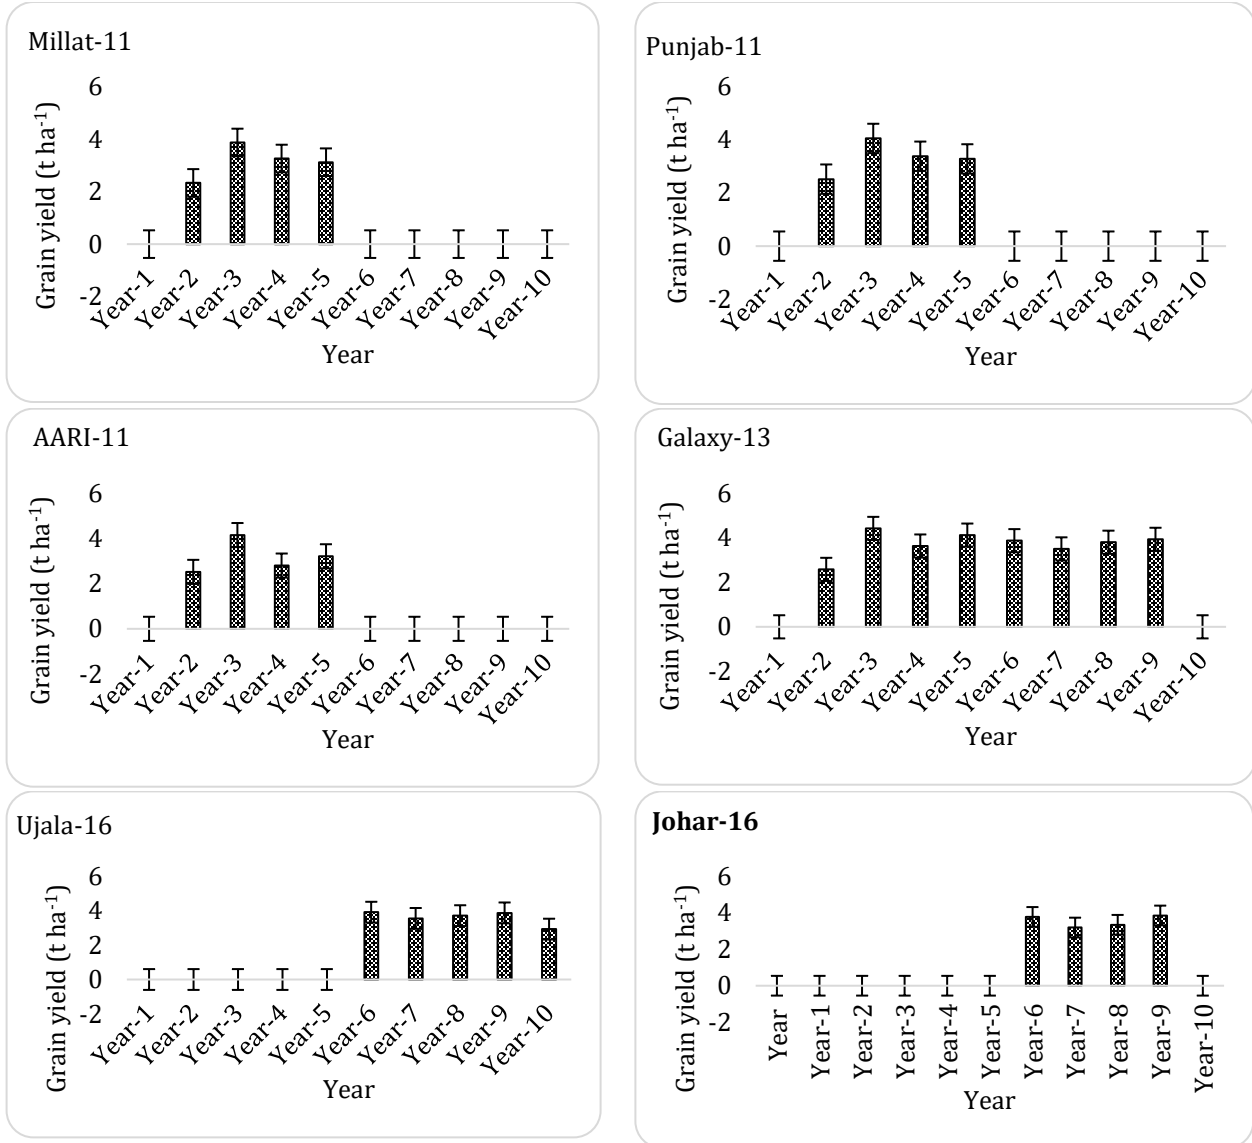 Millat-11
Grain yield (t ha-1)
6
4
2
0
-2
Year-1
Year-2
Year-3
Year-4
Year-5
Year-6
Year-7
Year-8
Year-9
Year-10
Year
Punjab-11
Grain yield (t ha-1)
6
4
2
0
-2
Year-1
Year-2
Year-3
Year-4
Year-5
Year-6
Year-7
Year-8
Year-9
Year-10
Year
AARI-11
Grain yield (t ha-1)
6
4
2
0
-2
Year-1
Year-2
Year-3
Year-4
Year-5
Year-6
Year-7
Year-8
Year-9
Year-10
Year
Galaxy-13
Grain yield (t ha-1)
6
4
2
0
-2
Year-1
Year-2
Year-3
Year-4
Year-5
Year-6
Year-7
Year-8
Year-9
Year-10
Year
Ujala-16
Grain yield (t ha-1)
6
4
2
0
-2
Year-1
Year-2
Year-3
Year-4
Year-5
Year-6
Year-7
Year-8
Year-9
Year-10
Year
Johar-16
Grain yield (t ha-1)
6
4
2
0
-2
Year
Year-1
Year-2
Year-3
Year-4
Year-5
Year-6
Year-7
Year-8
Year-9
Year-10
Year